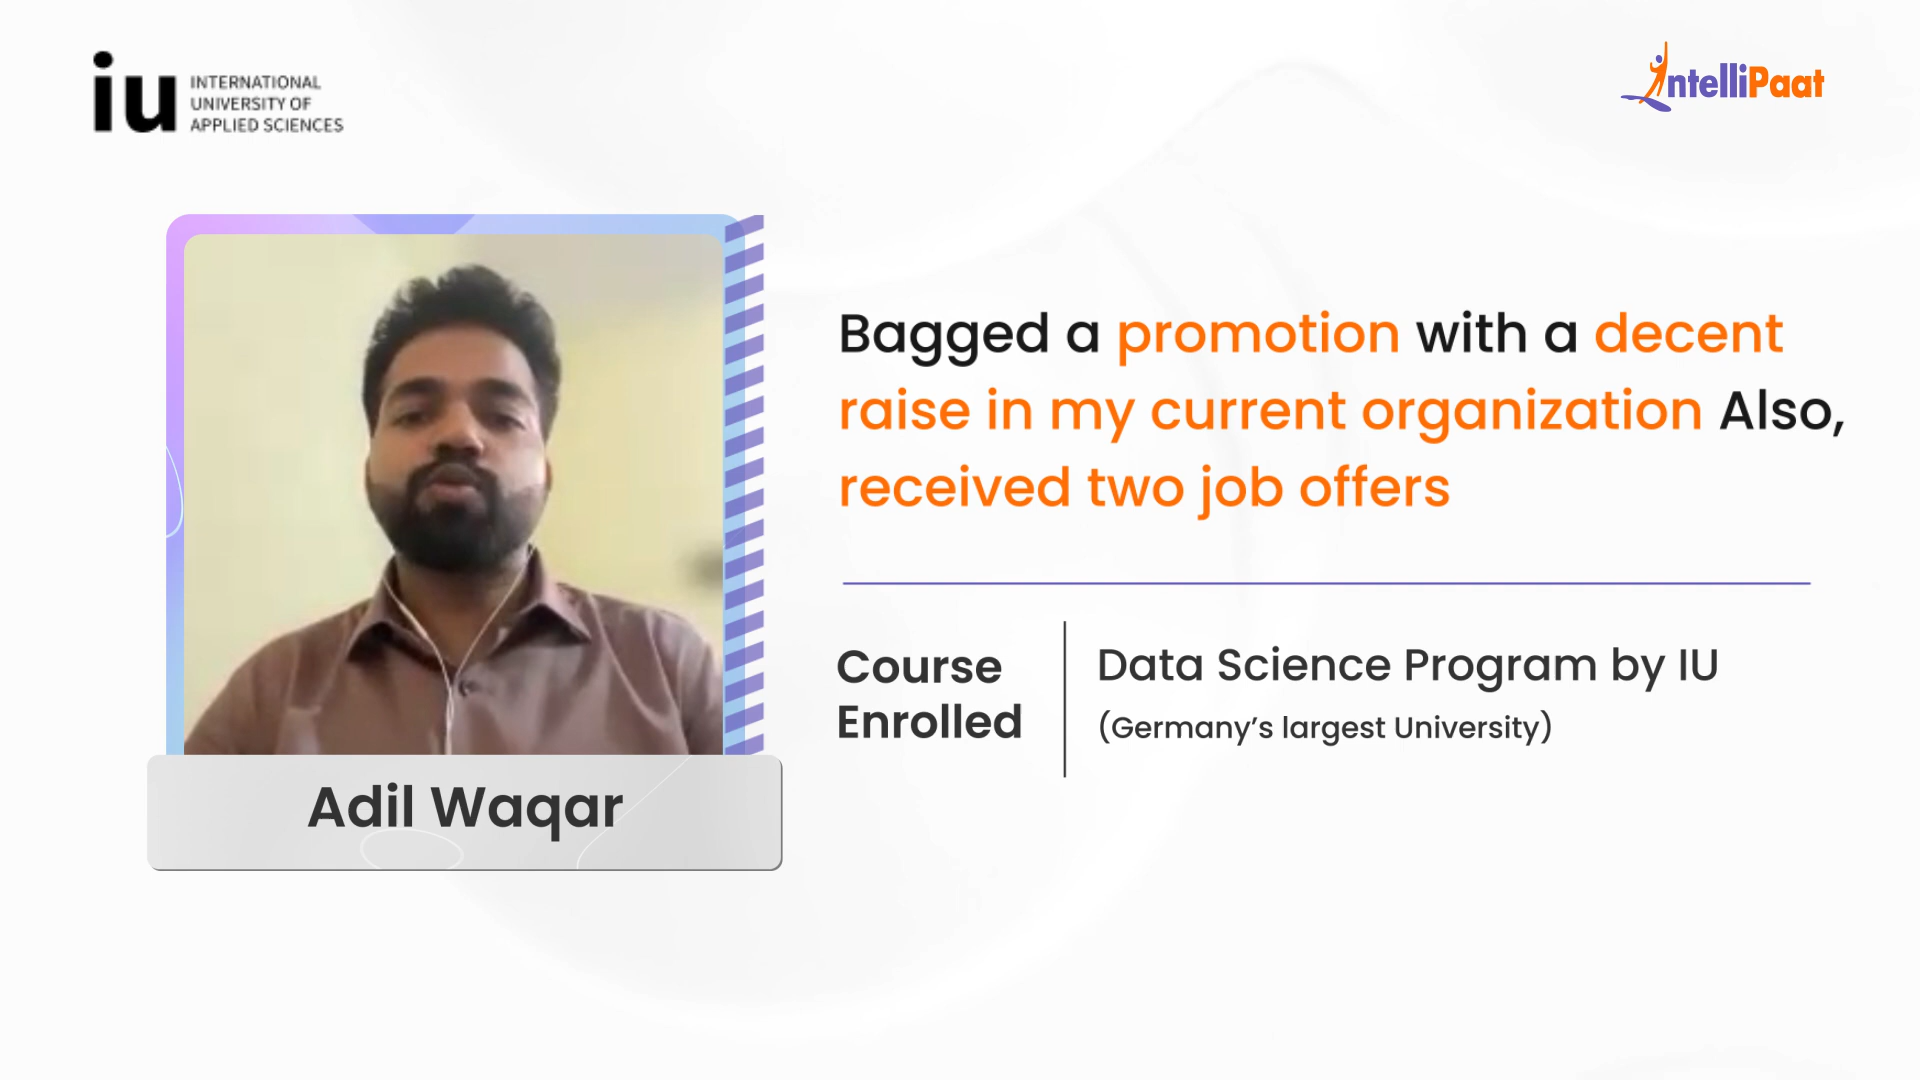 iu
INTERNATIONAL
UNIVERSITY OF
APPLIED SCIENCES
IntelliPaat
Bagged a promotion with a decent
raise in my current organization Also,
received two job offers
Course
Enrolled
Data Science Program by IU
(Germany’s largest University)
Adil Waqar